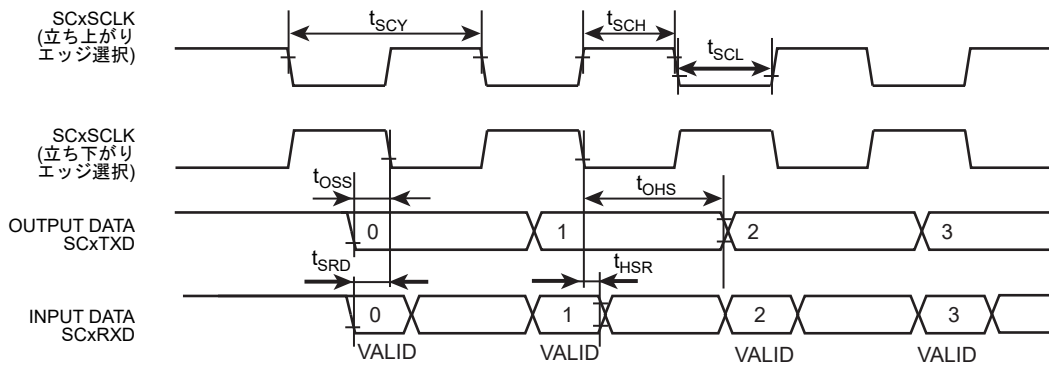 SCxSCLK
(立ち上がり
エッジ選択)
tSCY
tSCH
tSCL
SCxSCLK
(立ち下がり
エッジ選択)
tOSS
tOHS
OUTPUT DATA
SCxTXD
0
1
2
3
tSRD
tHSR
INPUT DATA
SCxRXD
0
1
2
3
VALID
VALID
VALID
VALID